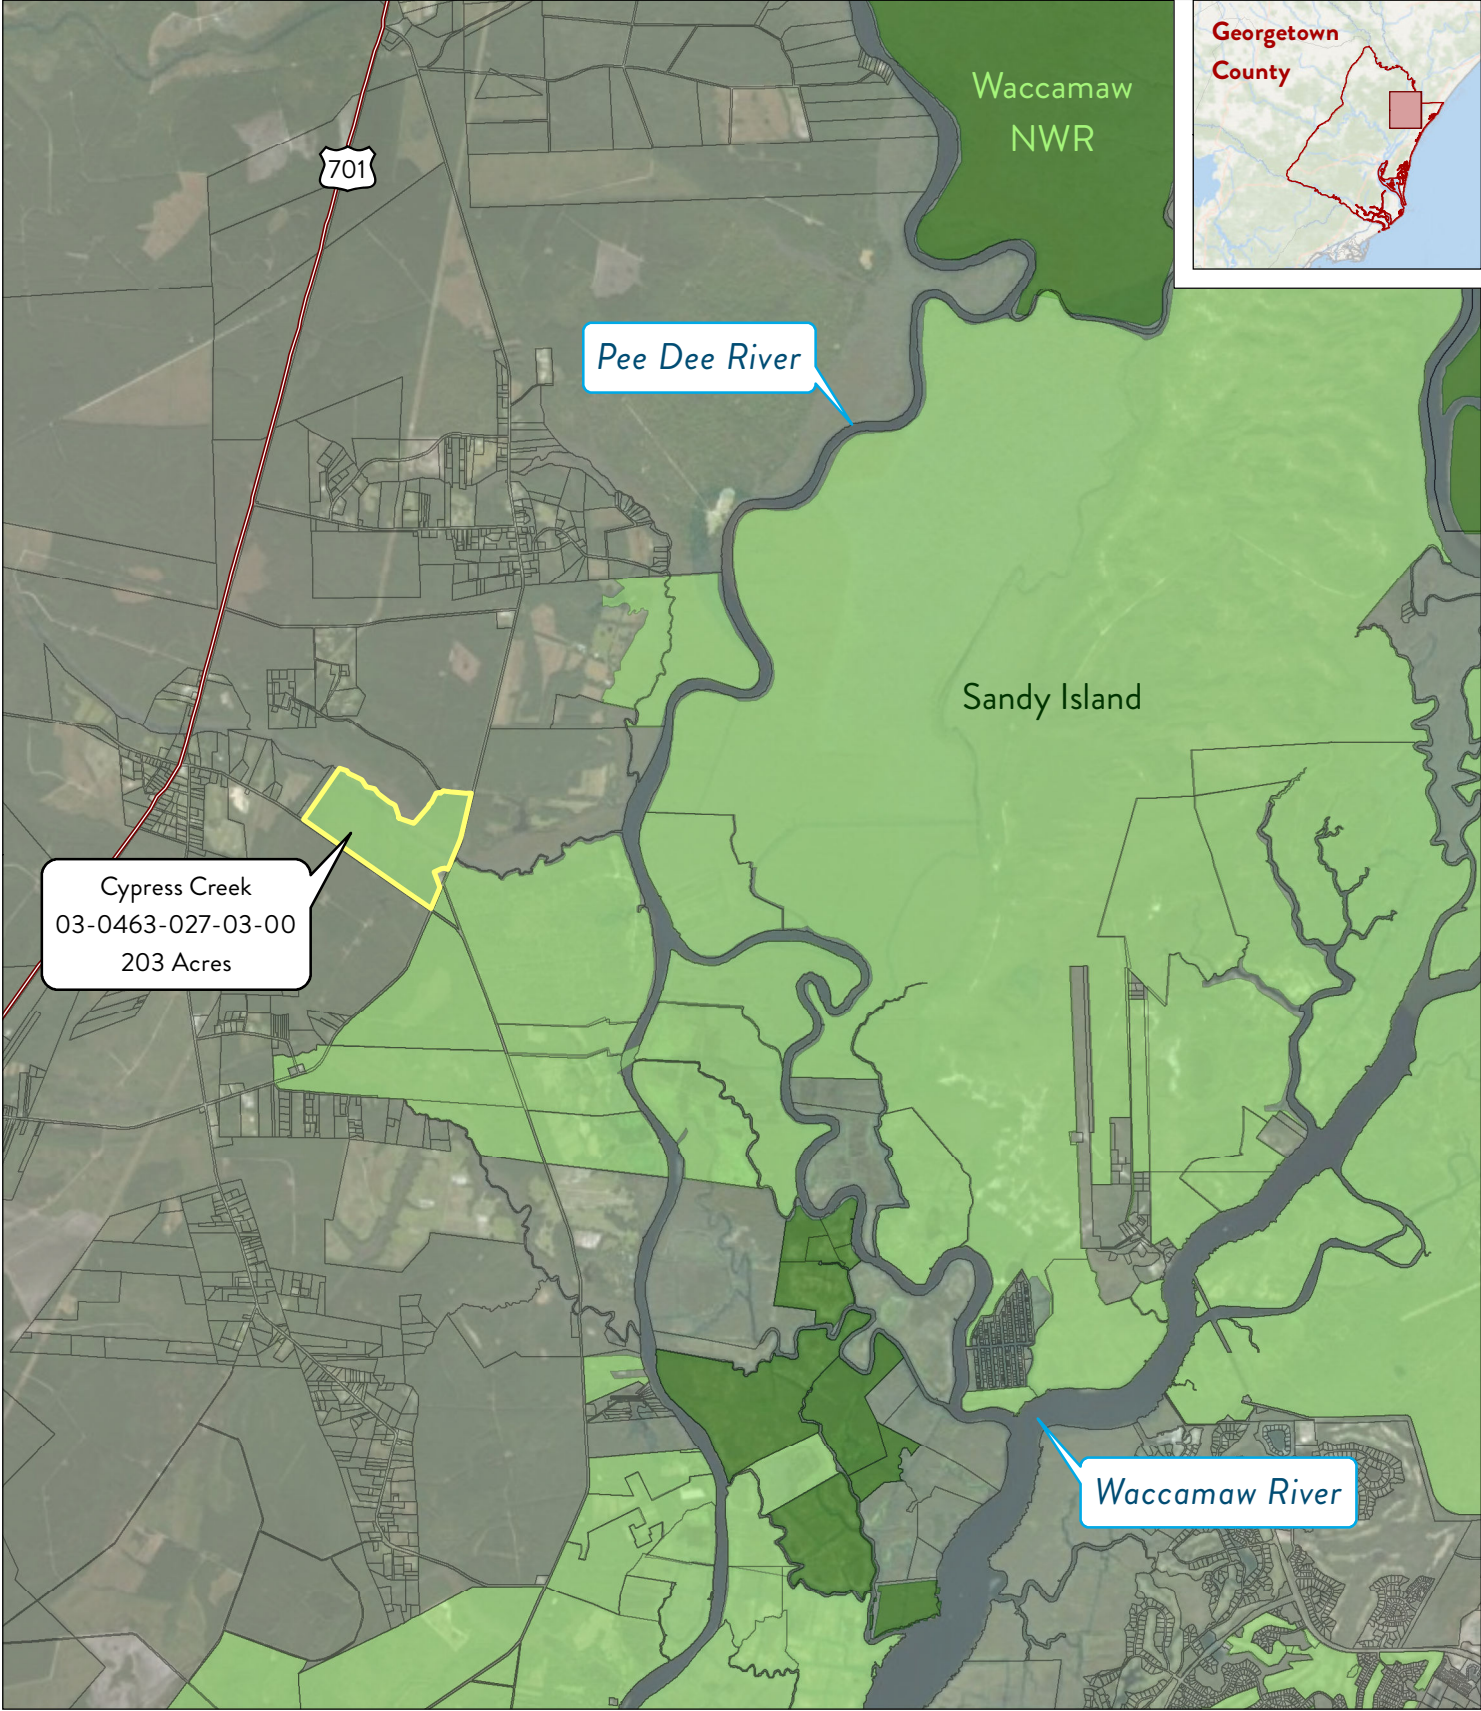 Waccamaw
NWR
Georgetown
County
701
Pee Dee River
Sandy Island
Cypress Creek
03-0463-027-03-00
203 Acres
Waccamaw River